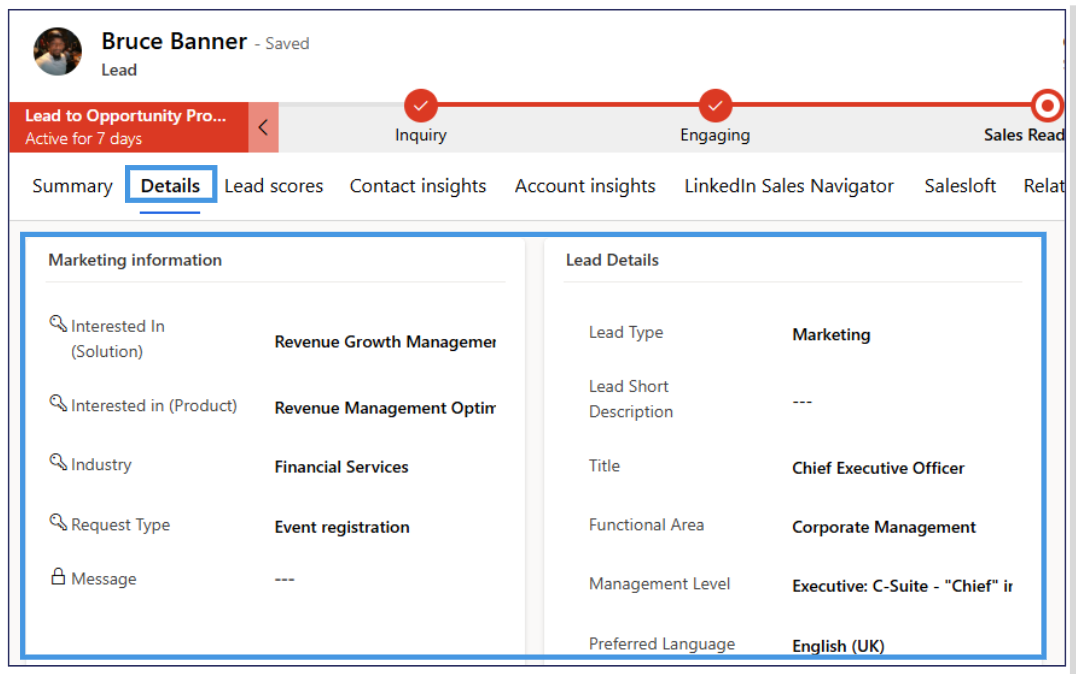 Bruce Banner - Saved
Lead
Lead to Opportunity Pro...
Active for 7 days
Inquiry
Engaging
Sales Read
Summary Details Lead scores Contact insights Account insights LinkedIn Sales Navigator Salesloft Relat
Marketing information
Interested In
(Solution)
Revenue Growth Managemer
Interested in (Product)
Revenue Management Optim
Industry
Financial Services
Request Type
Event registration
Message
---
Lead Details
Lead Type
Marketing
Lead Short
Description
---
Title
Chief Executive Officer
Functional Area
Corporate Management
Management Level
Executive: C-Suite - "Chief" ir
Preferred Language
English (UK)